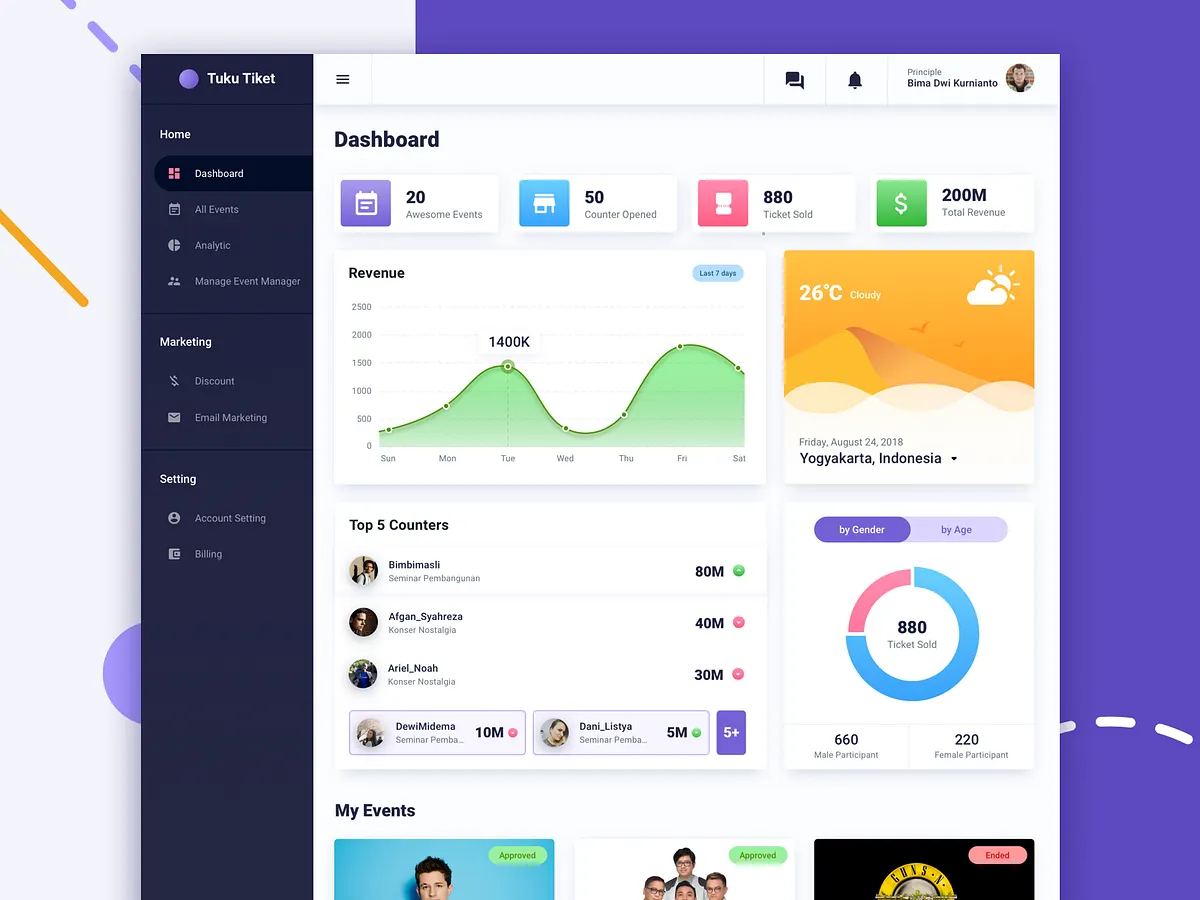 Tuku Tiket
Principle
Bima Dwi Kurnianto
Home
Dashboard
All Events
Analytic
Manage Event Manager
Marketing
Discount
Email Marketing
Setting
Account Setting
Billing
Dashboard
20
Awesome Events
50
Counter Opened
880
Ticket Sold
$
200M
Total Revenue
Revenue
Last 7 days
2500
2000
1500
1000
500
0
1400K
Sun Mon Tue Wed Thu Fri Sat
26°C Cloudy
Friday, August 24, 2018
Yogyakarta, Indonesia
Top 5 Counters
Bimbimasli
Seminar Pembangunan
80M
Afgan_Syahreza
Konser Nostalgia
40M
Ariel_Noah
Konser Nostalgia
30M
DewiMidema
Seminar Pemba...
10M
Dani_Listya
Seminar Pemba...
5M
5+
by Gender
by Age
880
Ticket Sold
660
Male Participant
220
Female Participant
My Events
Approved
Approved
Ended
GUNS N